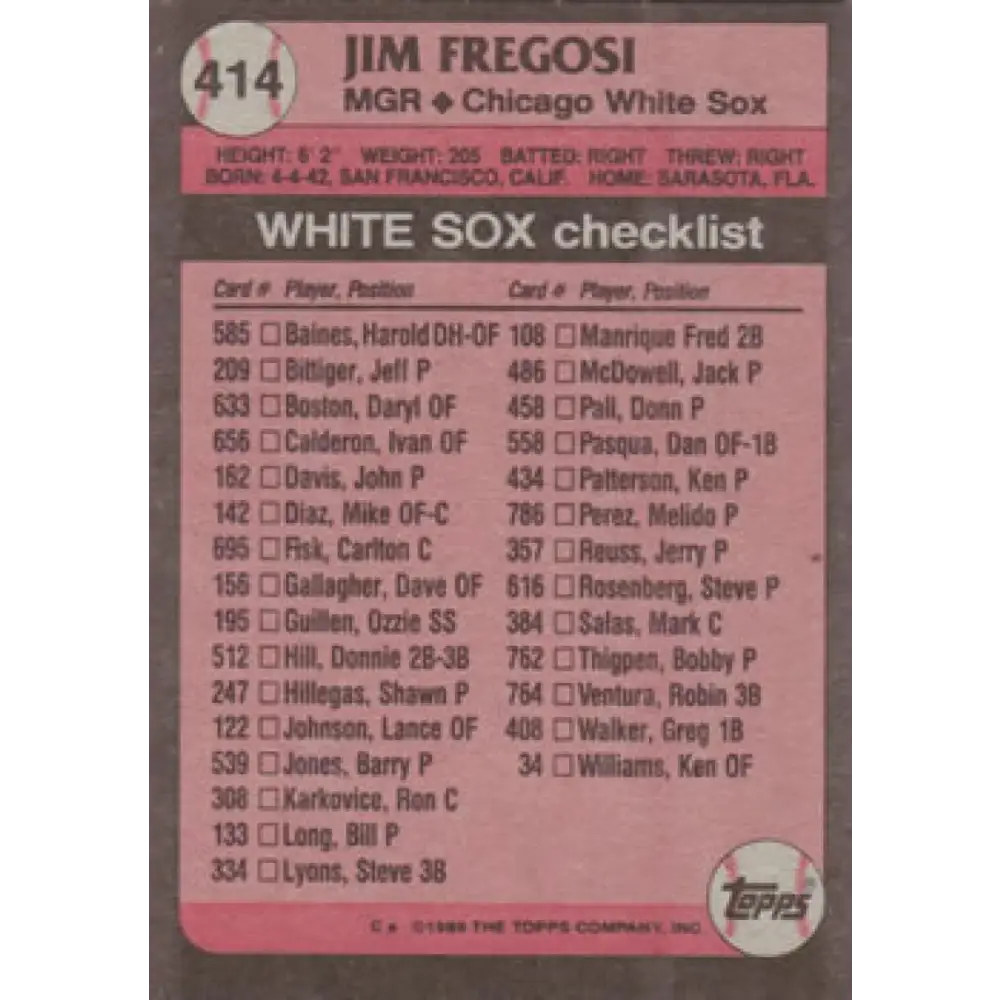 414
JIM FREGOSI
MGR ◆ Chicago White Sox
HEIGHT: 6' 2" WEIGHT: 205 BATTED: RIGHT THREW: RIGHT
BORN: 4-4-42, SAN FRANCISCO, CALIF. HOME: SARASOTA, FLA.
WHITE SOX checklist
Card # Player, Position
585 □ Baines, Harold DH-OF
209 □ Bittiger, Jeff P
633 □ Boston, Daryl OF
656 □ Calderon, Ivan OF
162 □ Davis, John P
142 □ Diaz, Mike OF-C
695 □ Fisk, Carlton C
156 □ Gallagher, Dave OF
195 □ Guillen, Ozzie SS
512 □ Hill, Donnie 2B-3B
247 □ Hillegas, Shawn P
122 □ Johnson, Lance OF
539 □ Jones, Barry P
308 □ Karkovice, Ron C
133 □ Long, Bill P
334 □ Lyons, Steve 3B
Card # Player, Position
108 □ Manrique Fred 2B
486 □ McDowell, Jack P
458 □ Pall, Donn P
558 □ Pasqua, Dan OF-1B
434 □ Patterson, Ken P
786 □ Perez, Melido P
357 □ Reuss, Jerry P
616 □ Rosenberg, Steve P
384 □ Salas, Mark C
762 □ Thigpen, Bobby P
764 □ Ventura, Robin 3B
408 □ Walker, Greg 1B
34 □ Williams, Ken OF
C* ©1989 THE TOPPS COMPANY, INC.
Topps®